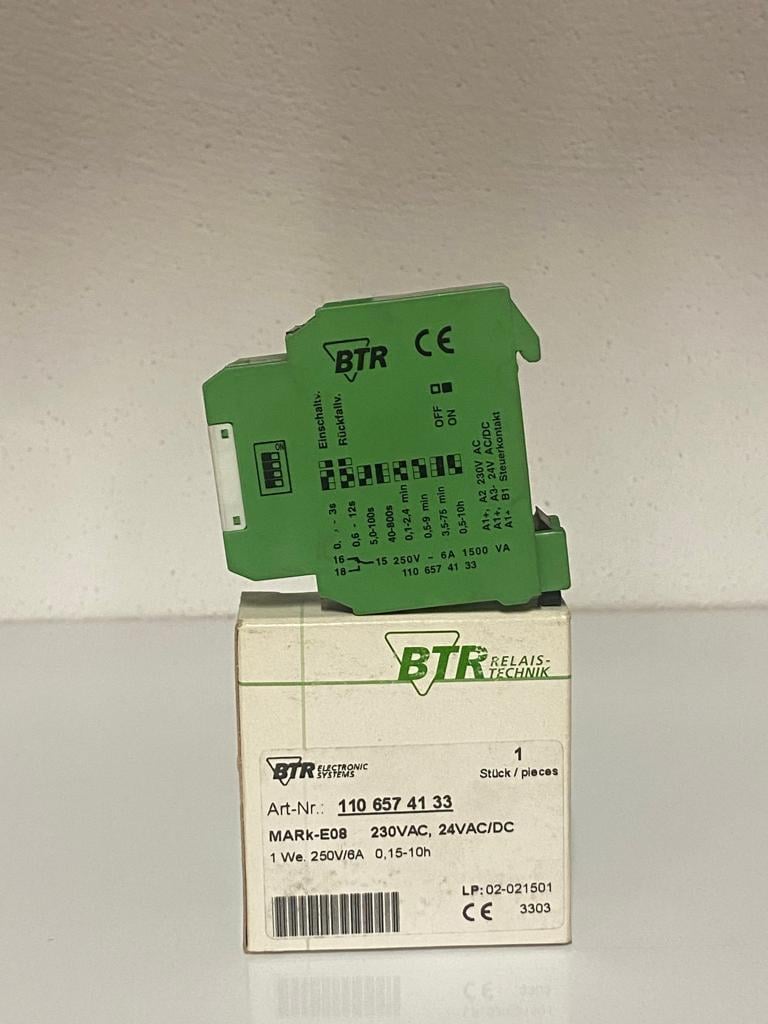 BTR CE
Einschaltv.
Rückfallv.
OFF
ON
ON
- 3s
0,6 - 12s
5,0-100s
40-800s
0,1-2,4 min
0,5-9 min
3,5-75 min
0,5-10h
A1+, A2 230V AC
A1+, A3- 24V AC/DC
A1+ B1 Steuerkontakt
16
18
15 250V - 6A 1500 VA
110 657 41 33
BTR RELAIS-
TECHNIK
BTR ELECTRONIC
SYSTEMS
1
Stück / pieces
Art-Nr.: 110 657 41 33
MARk-E08 230VAC, 24VAC/DC
1 We. 250V/6A 0,15-10h
LP: 02-021501
CE 3303